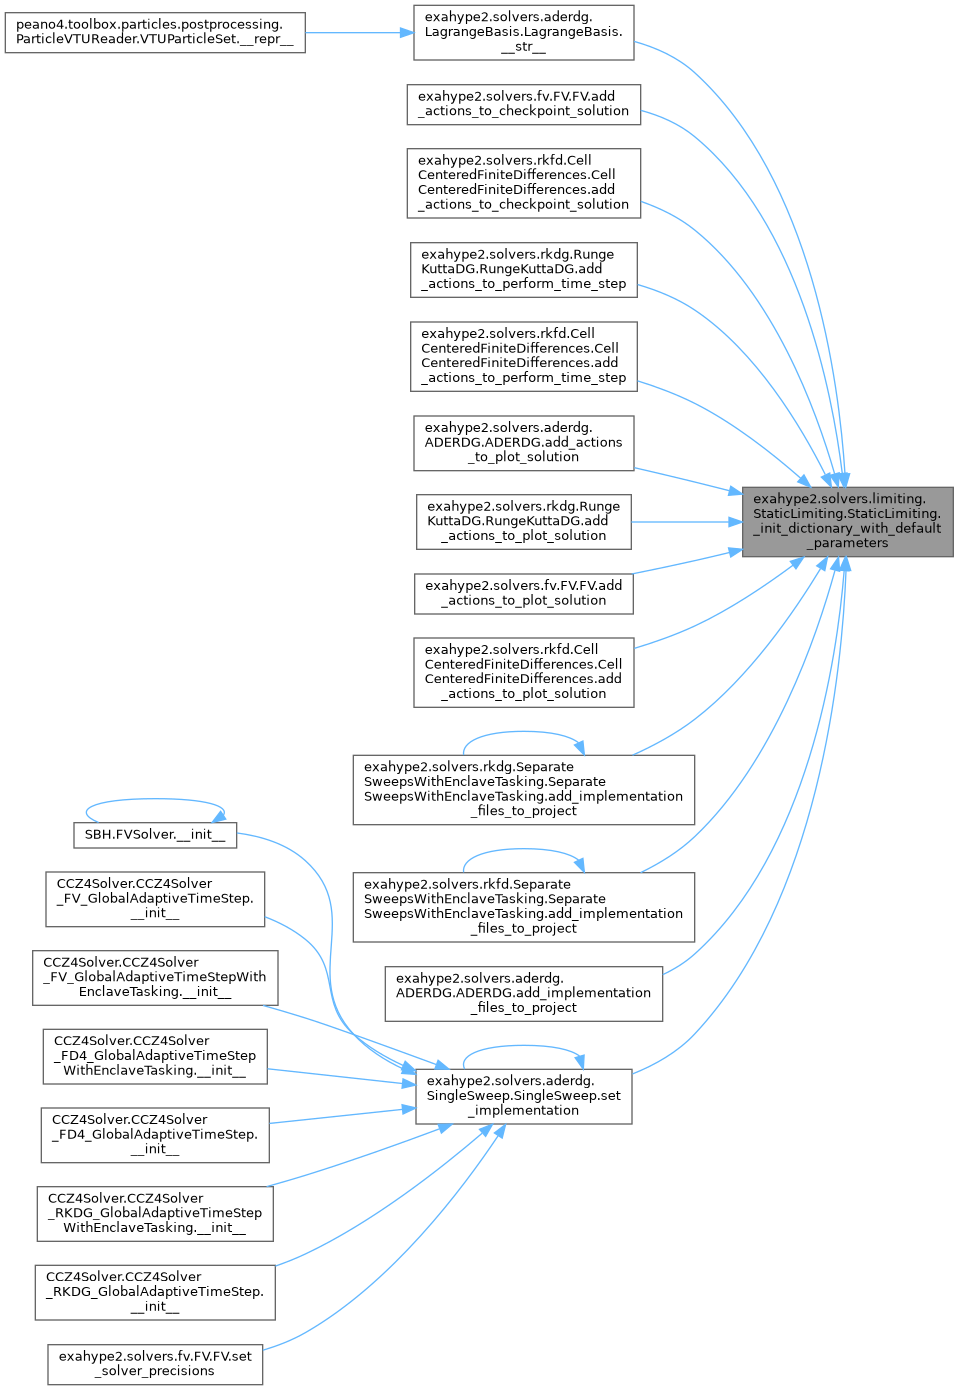 peano4.toolbox.particles.postprocessing.
ParticleVTUReader.VTUParticleSet.__repr__
exahype2.solvers.aderdg.
LagrangeBasis.LagrangeBasis.
__str__
exahype2.solvers.fv.FV.FV.add
_actions_to_checkpoint_solution
exahype2.solvers.rkfd.Cell
CenteredFiniteDifferences.Cell
CenteredFiniteDifferences.add
_actions_to_checkpoint_solution
exahype2.solvers.rkdg.Runge
KuttaDG.RungeKuttaDG.add
_actions_to_perform_time_step
exahype2.solvers.rkfd.Cell
CenteredFiniteDifferences.Cell
CenteredFiniteDifferences.add
_actions_to_perform_time_step
exahype2.solvers.aderdg.
ADERDG.ADERDG.add_actions
_to_plot_solution
exahype2.solvers.rkdg.Runge
KuttaDG.RungeKuttaDG.add
_actions_to_plot_solution
exahype2.solvers.limiting.
StaticLimiting.StaticLimiting.
_init_dictionary_with_default
_parameters
exahype2.solvers.fv.FV.FV.add
_actions_to_plot_solution
exahype2.solvers.rkfd.Cell
CenteredFiniteDifferences.Cell
CenteredFiniteDifferences.add
_actions_to_plot_solution
exahype2.solvers.rkdg.Separate
SweepsWithEnclaveTasking.Separate
SweepsWithEnclaveTasking.add_implementation
_files_to_project
exahype2.solvers.rkfd.Separate
SweepsWithEnclaveTasking.Separate
SweepsWithEnclaveTasking.add_implementation
_files_to_project
exahype2.solvers.aderdg.
ADERDG.ADERDG.add_implementation
_files_to_project
exahype2.solvers.aderdg.
SingleSweep.SingleSweep.set
_implementation
SBH.FVSolver.__init__
CCZ4Solver.CCZ4Solver
_FV_GlobalAdaptiveTimeStep.
__init__
CCZ4Solver.CCZ4Solver
_FV_GlobalAdaptiveTimeStepWith
EnclaveTasking.__init__
CCZ4Solver.CCZ4Solver
_FD4_GlobalAdaptiveTimeStep
WithEnclaveTasking.__init__
CCZ4Solver.CCZ4Solver
_FD4_GlobalAdaptiveTimeStep.
__init__
CCZ4Solver.CCZ4Solver
_RKDG_GlobalAdaptiveTimeStep
WithEnclaveTasking.__init__
CCZ4Solver.CCZ4Solver
_RKDG_GlobalAdaptiveTimeStep.
__init__
exahype2.solvers.fv.FV.FV.set
_solver_precisions